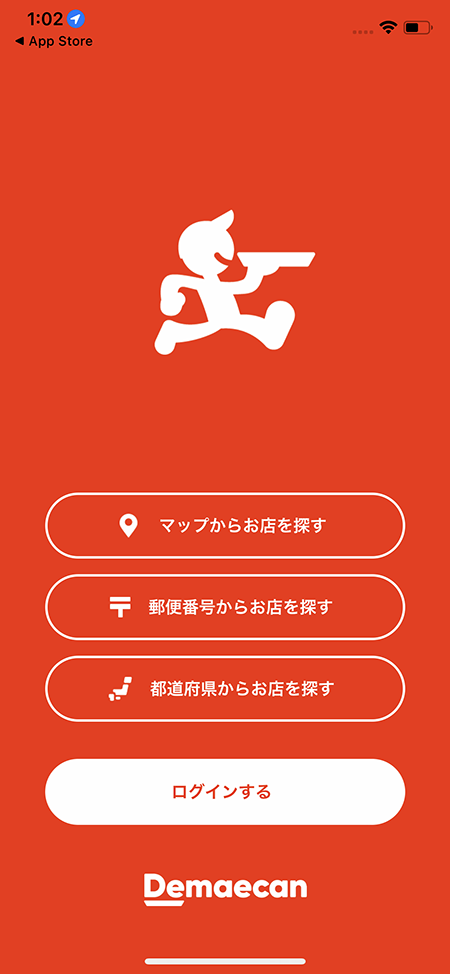 1:02
◀ App Store
マップからお店を探す
郵便番号からお店を探す
都道府県からお店を探す
ログインする
Demaecan